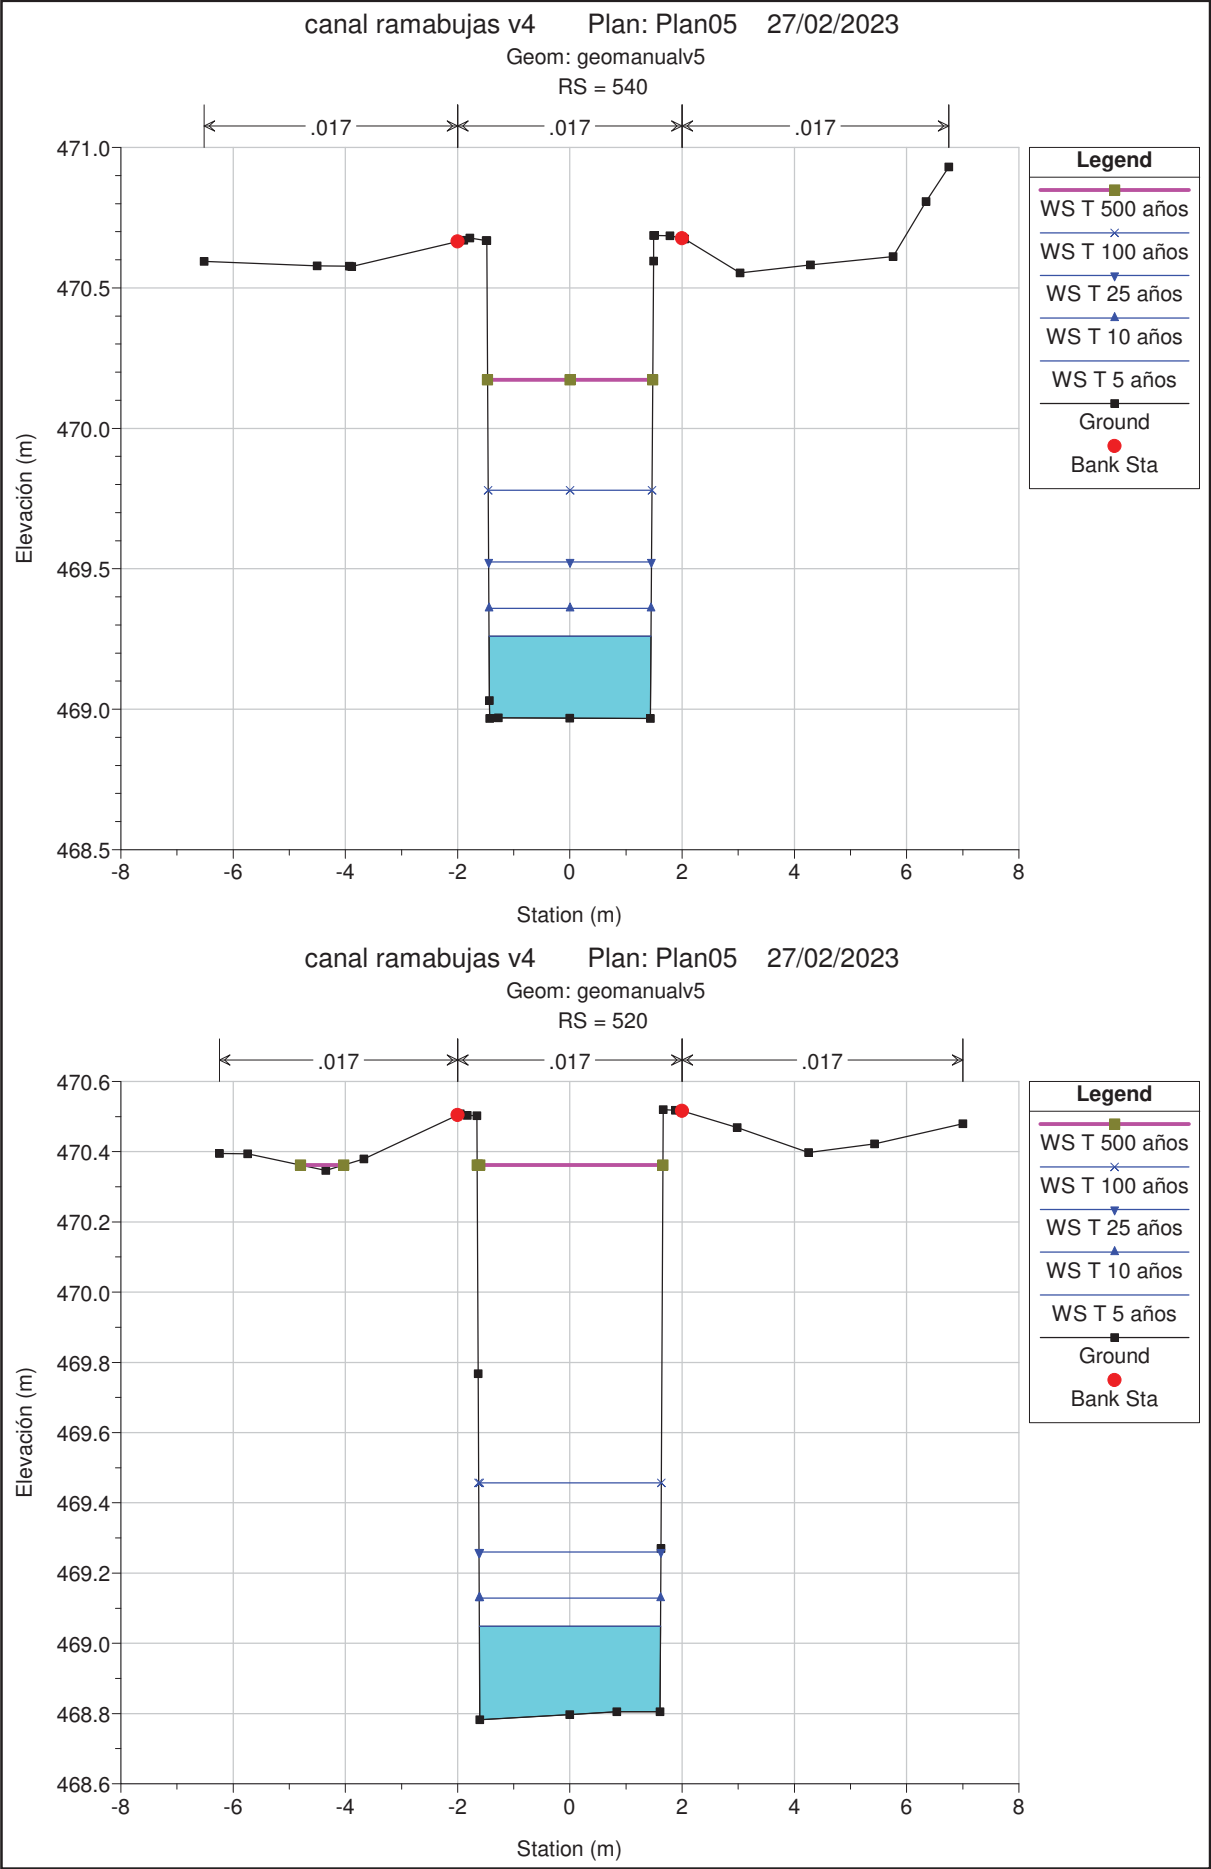 canal ramabujas v4 Plan: Plan05 27/02/2023
Geom: geomanualv5
RS = 540
.017 .017 .017
471.0
470.5
470.0
469.5
469.0
468.5
Elevación (m)
-8 -6 -4 -2 0 2 4 6 8
Station (m)
Legend
WS T 500 años
WS T 100 años
WS T 25 años
WS T 10 años
WS T 5 años
Ground
Bank Sta
canal ramabujas v4 Plan: Plan05 27/02/2023
Geom: geomanualv5
RS = 520
.017 .017 .017
470.6
470.4
470.2
470.0
469.8
469.6
469.4
469.2
469.0
468.8
468.6
Elevación (m)
-8 -6 -4 -2 0 2 4 6 8
Station (m)
Legend
WS T 500 años
WS T 100 años
WS T 25 años
WS T 10 años
WS T 5 años
Ground
Bank Sta